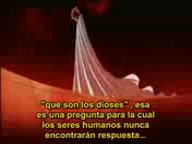 "que son los dioses" , esa
es una pregunta para la cual
los seres humanos nunca
encontrarán respuesta...